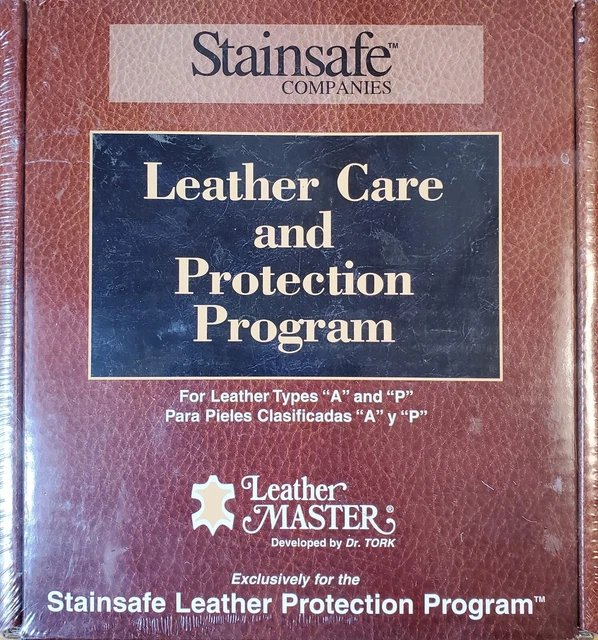 Stainsafe™
COMPANIES
Leather Care
and
Protection
Program
For Leather Types “A” and “P”
Para Pieles Clasificadas “A” y “P”
Leather
MASTER®
Developed by Dr. TORK
Exclusively for the
Stainsafe Leather Protection Program™